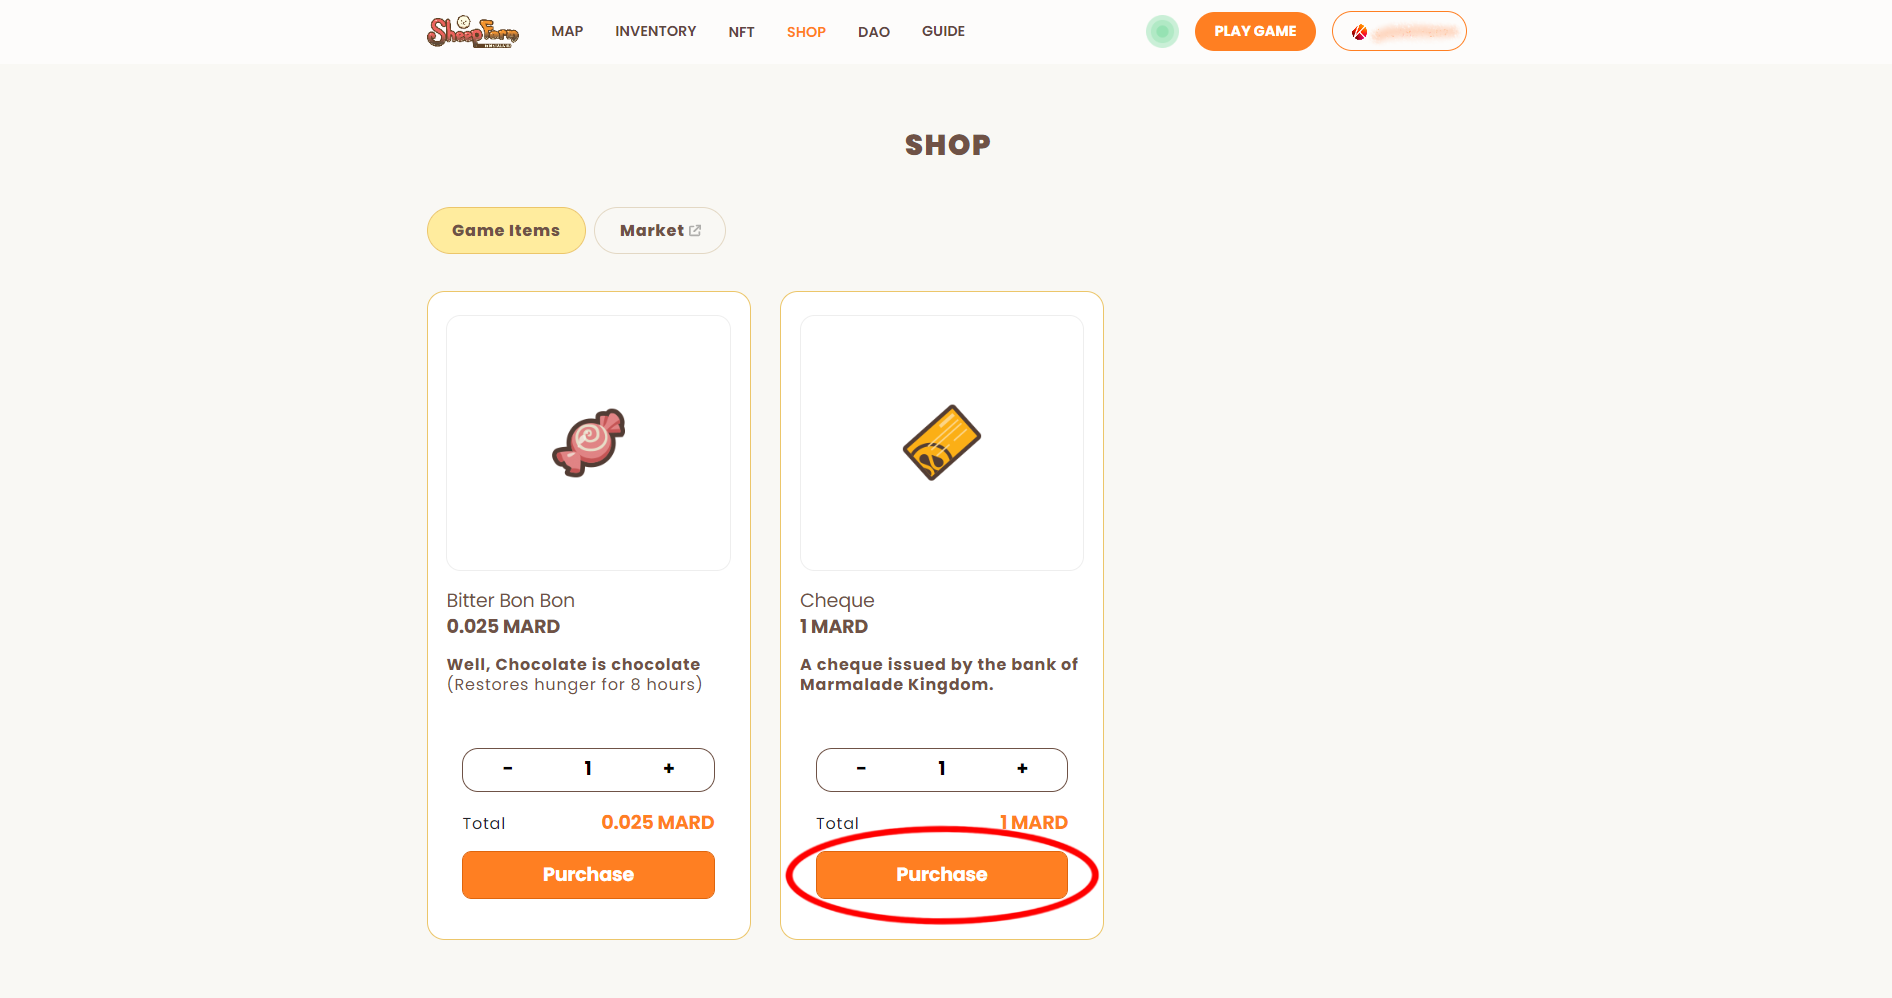 Sheep Farm
MAP
INVENTORY
NFT
SHOP
DAO
GUIDE
PLAY GAME
SHOP
Game Items
Market
Bitter Bon Bon
0.025 MARD
Well, Chocolate is chocolate
(Restores hunger for 8 hours)
- 1 +
Total 0.025 MARD
Purchase
Cheque
1 MARD
A cheque issued by the bank of
Marmalade Kingdom.
- 1 +
Total 1 MARD
Purchase